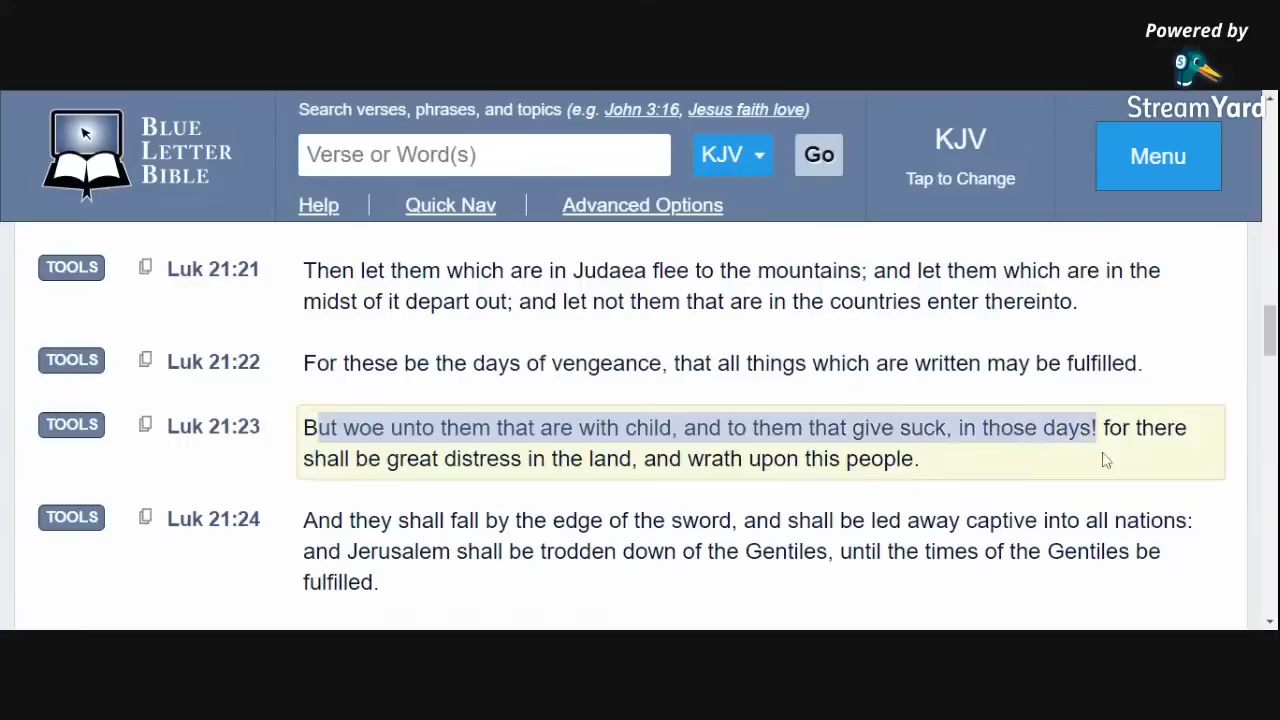 Powered by
StreamYard
BLUE
LETTER
BIBLE
Search verses, phrases, and topics (e.g. John 3:16, Jesus faith love)
Verse or Word(s)
KJV
Go
Help
Quick Nav
Advanced Options
KJV
Tap to Change
Menu
TOOLS Luk 21:21 Then let them which are in Judaea flee to the mountains; and let them which are in the
midst of it depart out; and let not them that are in the countries enter thereinto.
TOOLS Luk 21:22 For these be the days of vengeance, that all things which are written may be fulfilled.
TOOLS Luk 21:23 But woe unto them that are with child, and to them that give suck, in those days! for there
shall be great distress in the land, and wrath upon this people.
TOOLS Luk 21:24 And they shall fall by the edge of the sword, and shall be led away captive into all nations:
and Jerusalem shall be trodden down of the Gentiles, until the times of the Gentiles be
fulfilled.